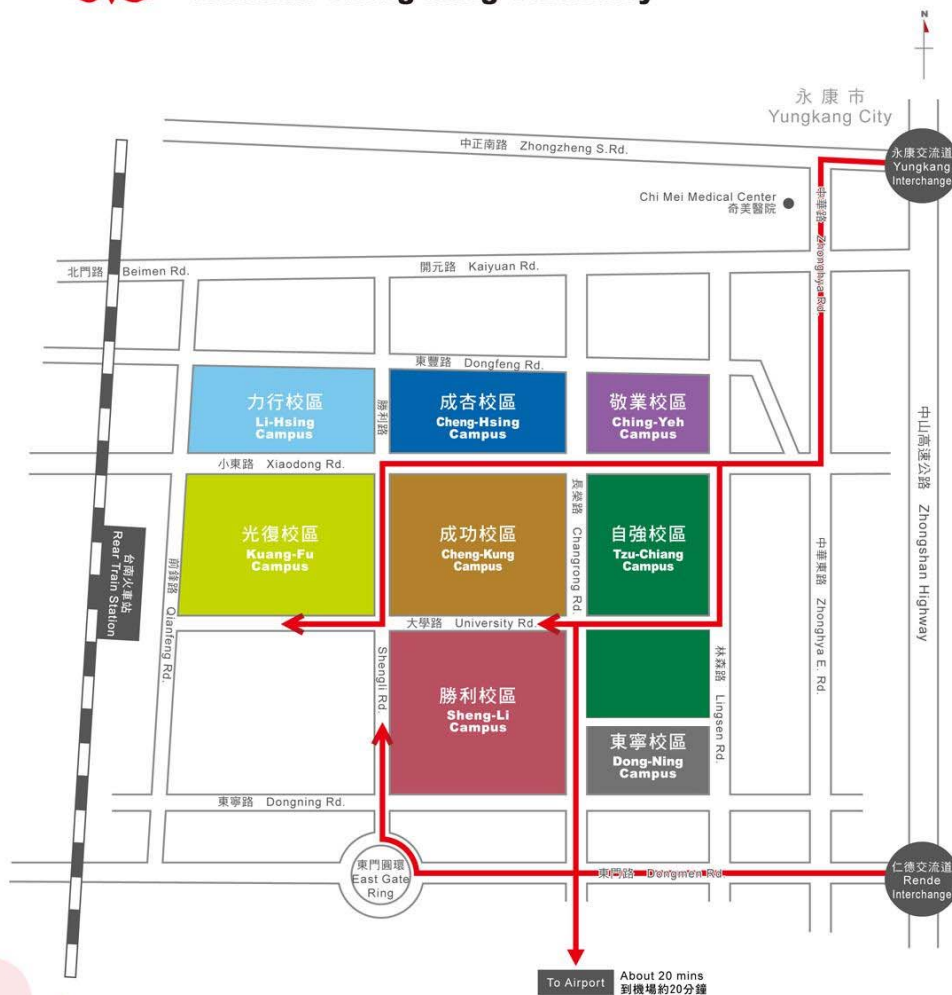 N
永康市
Yungkang City
永康交流道
Yungkang
Interchange
中正南路 Zhongzheng S.Rd.
Chi Mei Medical Center
奇美醫院
中華路 Zhonghya Rd.
北門路 Beimen Rd.
開元路 Kaiyuan Rd.
東豐路 Dongfeng Rd.
力行校區
Li-Hsing
Campus
勝利路
成杏校區
Cheng-Hsing
Campus
敬業校區
Ching-Yeh
Campus
小東路 Xiaodong Rd.
中山高速公路 Zhongshan Highway
光復校區
Kuang-Fu
Campus
成功校區
Cheng-Kung
Campus
長榮路 Changrong Rd.
自強校區
Tzu-Chiang
Campus
台南火車站
Rear Train Station
前鋒路 Qianfeng Rd.
中華東路 Zhonghya E. Rd.
大學路 University Rd.
Shengli Rd.
勝利校區
Sheng-Li
Campus
林森路 Lingsen Rd.
東寧校區
Dong-Ning
Campus
東寧路 Dongning Rd.
東門圓環
East Gate
Ring
東門路 Dongmen Rd
仁德交流道
Rende
Interchange
To Airport
About 20 mins
到機場約20分鐘